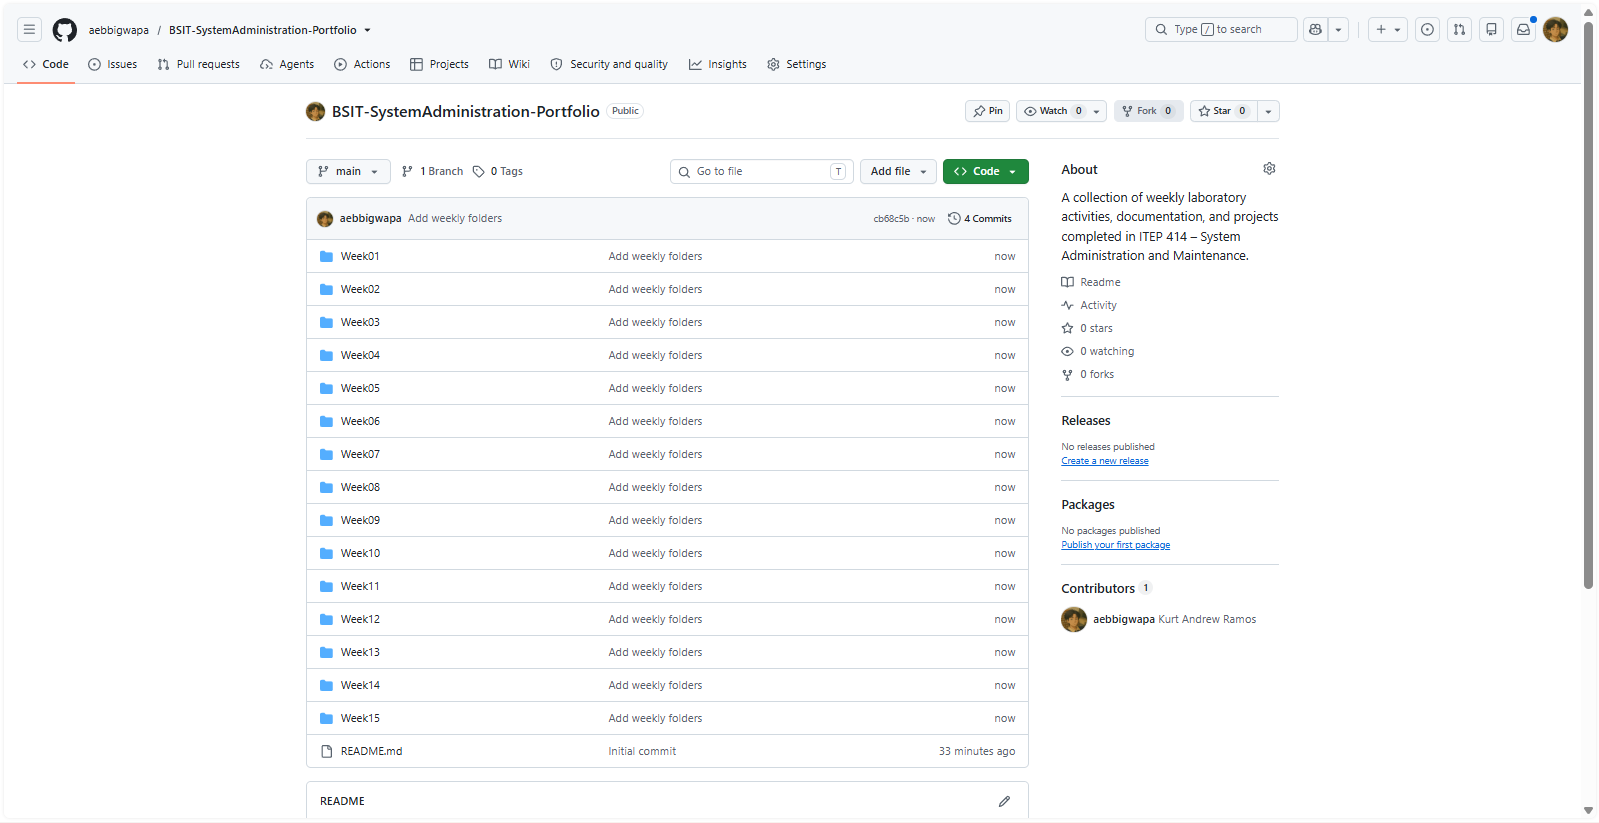 aebbigwapa / BSIT-SystemAdministration-Portfolio
Type / to search
Code Issues Pull requests Agents Actions Projects Wiki Security and quality Insights Settings
BSIT-SystemAdministration-Portfolio Public
Pin Watch 0 Fork 0 Star 0
main 1 Branch 0 Tags Go to file T Add file Code
aebbigwapa Add weekly folders cb68c5b · now 4 Commits
Week01 Add weekly folders now
Week02 Add weekly folders now
Week03 Add weekly folders now
Week04 Add weekly folders now
Week05 Add weekly folders now
Week06 Add weekly folders now
Week07 Add weekly folders now
Week08 Add weekly folders now
Week09 Add weekly folders now
Week10 Add weekly folders now
Week11 Add weekly folders now
Week12 Add weekly folders now
Week13 Add weekly folders now
Week14 Add weekly folders now
Week15 Add weekly folders now
README.md Initial commit 33 minutes ago
README
About
A collection of weekly laboratory
activities, documentation, and projects
completed in ITEP 414 – System
Administration and Maintenance.
Readme
Activity
0 stars
0 watching
0 forks
Releases
No releases published
Create a new release
Packages
No packages published
Publish your first package
Contributors 1
aebbigwapa Kurt Andrew Ramos